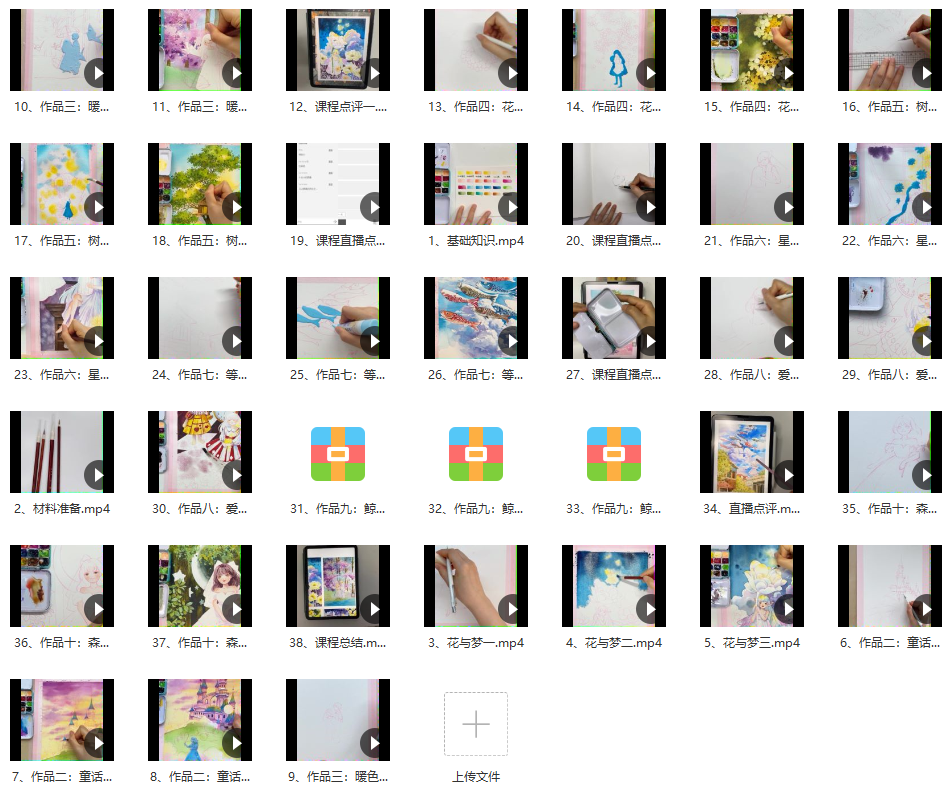 10、作品三：暖...
11、作品三：暖...
12、课程点评一....
13、作品四：花...
14、作品四：花...
15、作品四：花...
16、作品五：树...
17、作品五：树...
18、作品五：树...
19、课程直播点...
1、基础知识.mp4
20、课程直播点...
21、作品六：星...
22、作品六：星...
23、作品六：星...
24、作品七：等...
25、作品七：等...
26、作品七：等...
27、课程直播点...
28、作品八：爱...
29、作品八：爱...
2、材料准备.mp4
30、作品八：爱...
31、作品九：鲸...
32、作品九：鲸...
33、作品九：鲸...
34、直播点评.m...
35、作品十：森...
36、作品十：森...
37、作品十：森...
38、课程总结.m...
3、花与梦一.mp4
4、花与梦二.mp4
5、花与梦三.mp4
6、作品二：童话...
7、作品二：童话...
8、作品二：童话...
9、作品三：暖色...
上传文件